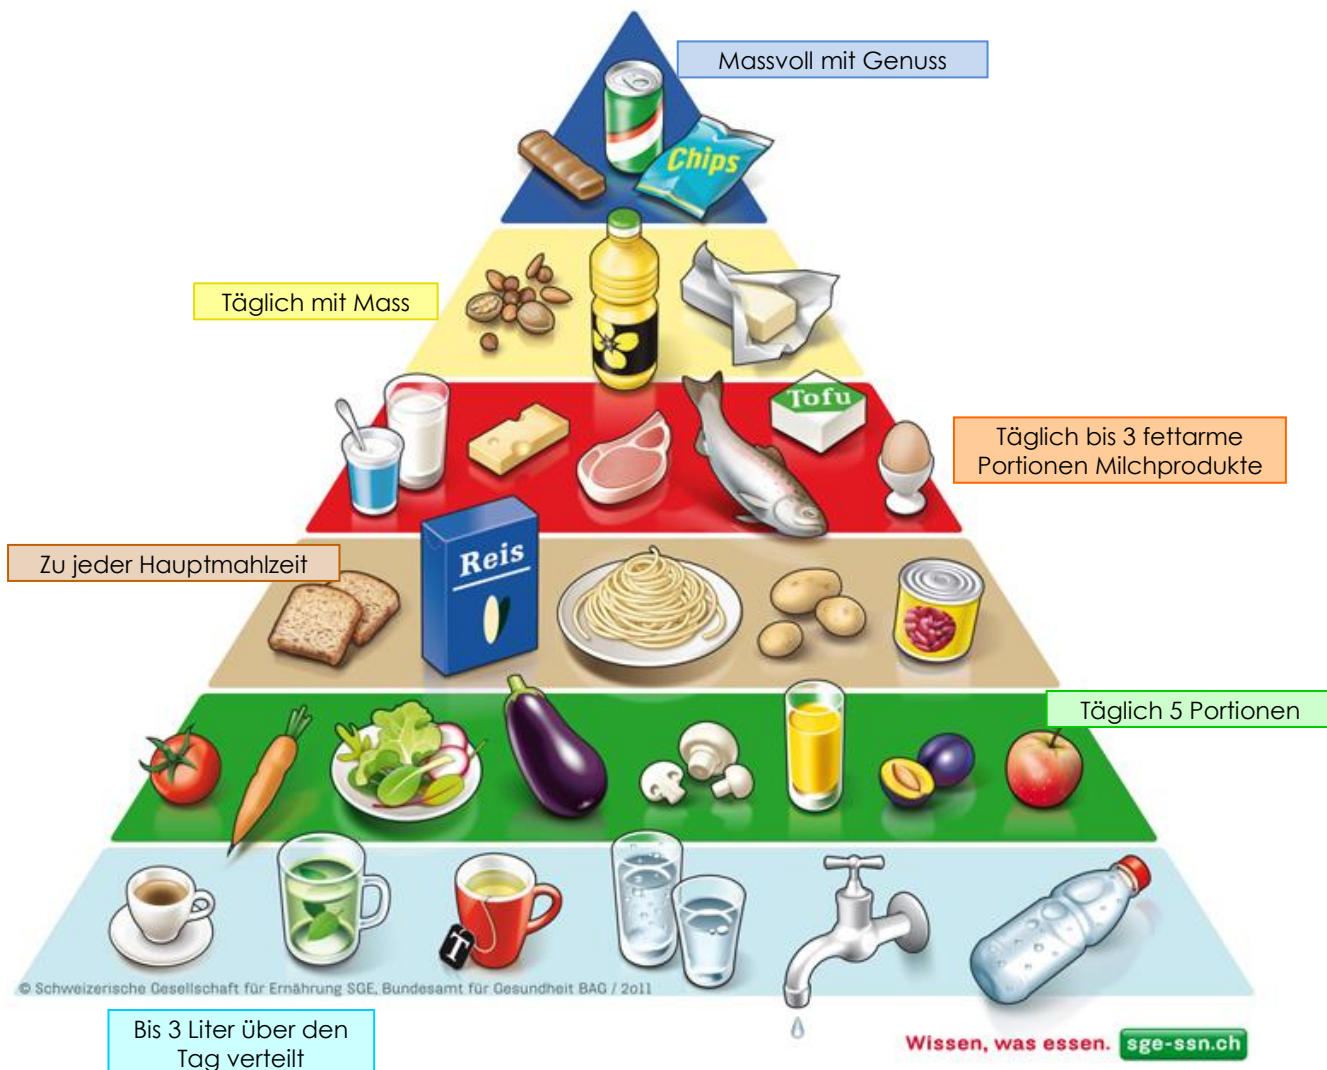 Massvoll mit Genuss
Chips
Täglich mit Mass
Tofu
Täglich bis 3 fettarme
Portionen Milchprodukte
Reis
Zu jeder Hauptmahlzeit
Täglich 5 Portionen
T
© Schweizerische Gesellschaft für Ernährung SGE, Bundesamt für Gesundheit BAG / 2011
Bis 3 Liter über den
Tag verteilt
Wissen, was essen. sge-ssn.ch